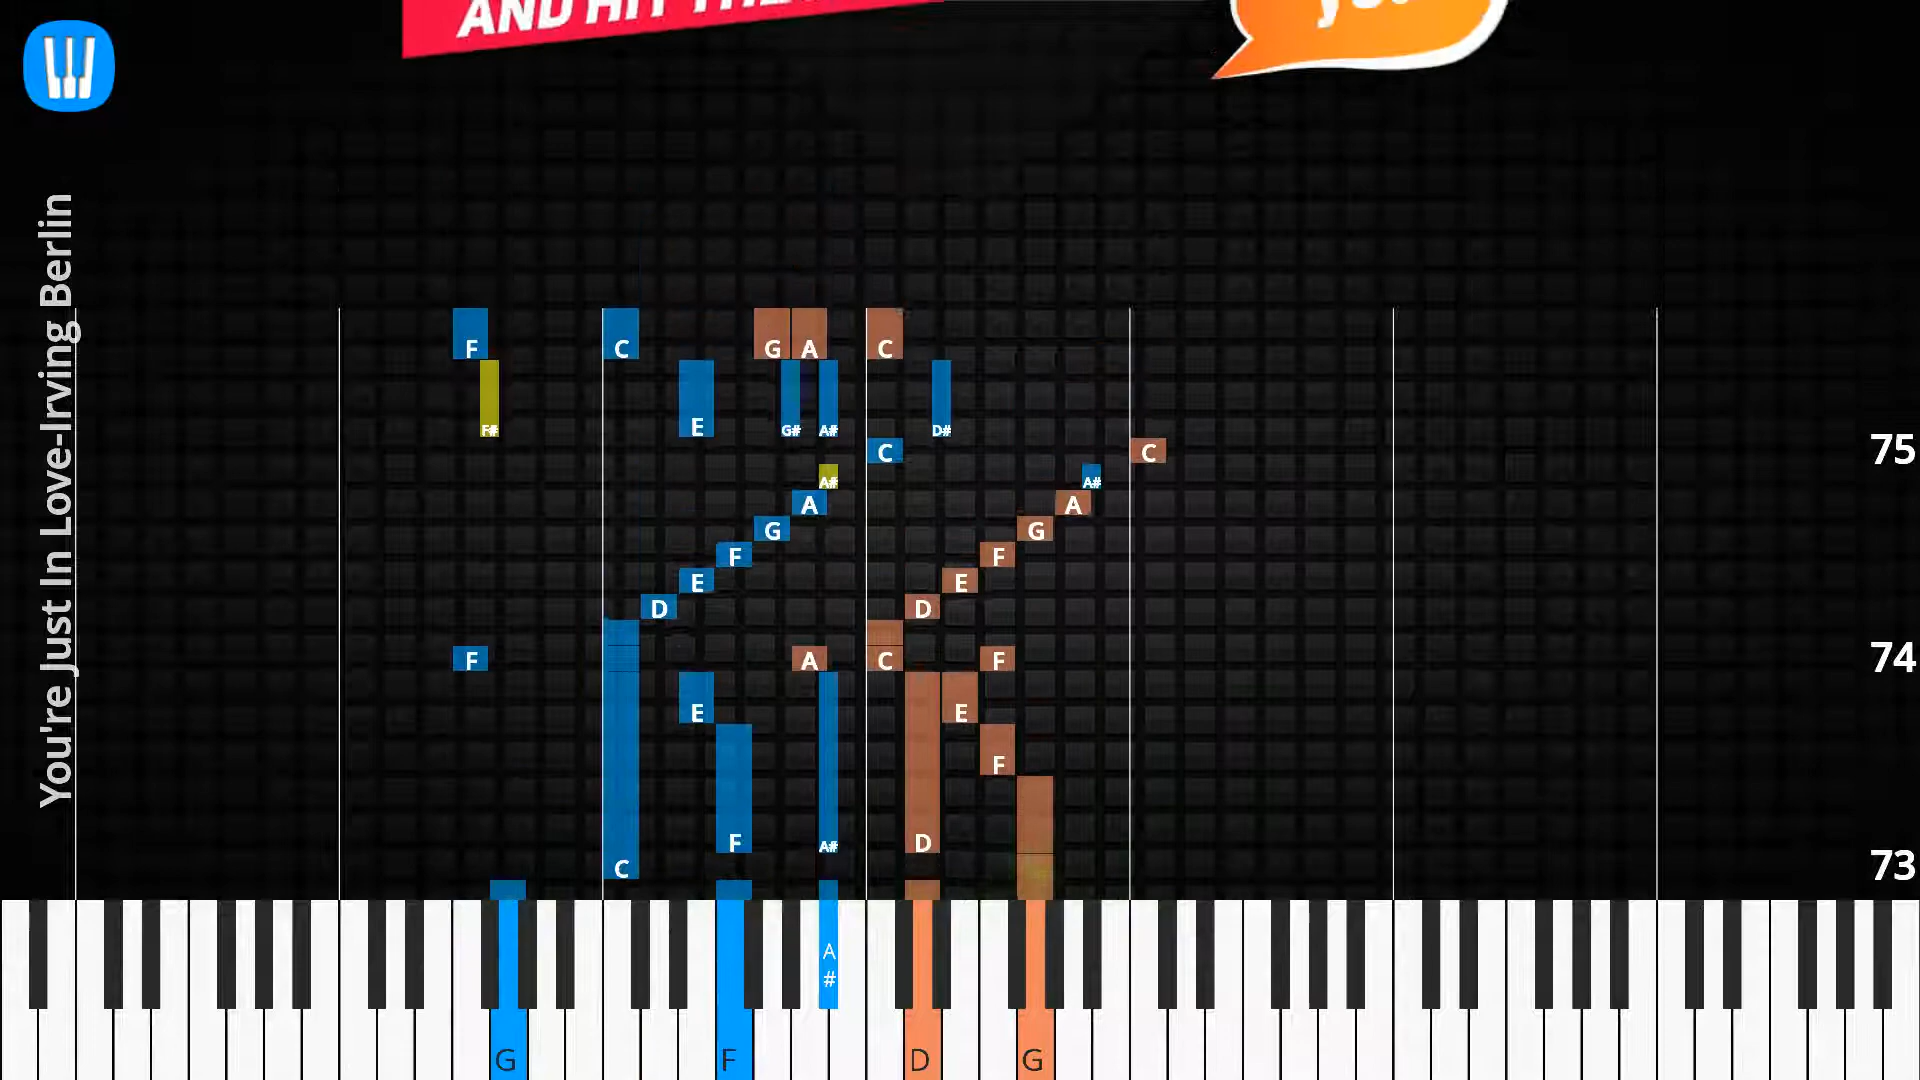 AND HIT THE
You're Just In Love-Irving Berlin
F C G A C
F# E G# A# D#
C C 75
A# A#
A A
G G
F F
E E
D D
F A C F 74
E E
F
F A# D
C 73
A
#
G F D G